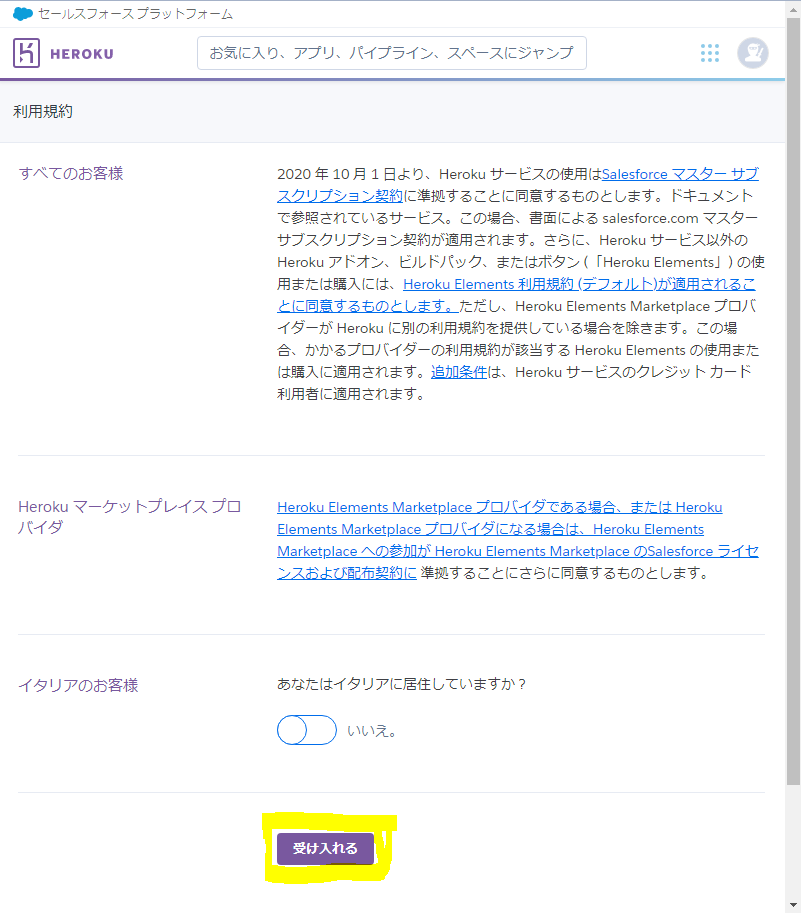 セールスフォース プラットフォーム
HEROKU
お気に入り、アプリ、パイプライン、スペースにジャンプ
利用規約
すべてのお客様
2020 年 10 月 1 日より、Heroku サービスの使用はSalesforce マスター サブ
スクリプション契約に準拠することに同意するものとします。ドキュメント
で参照されているサービス。この場合、書面による salesforce.com マスター
サブスクリプション契約が適用されます。さらに、Heroku サービス以外の
Heroku アドオン、ビルドパック、またはボタン (「Heroku Elements」) の使
用または購入には、Heroku Elements 利用規約 (デフォルト)が適用されるこ
とに同意するものとします。ただし、Heroku Elements Marketplace プロバ
イダーが Heroku に別の利用規約を提供している場合を除きます。この場
合、かかるプロバイダーの利用規約が該当する Heroku Elements の使用また
は購入に適用されます。追加条件は、Heroku サービスのクレジット カード
利用者に適用されます。
Heroku マーケットプレイス プロ
バイダ
Heroku Elements Marketplace プロバイダである場合、または Heroku
Elements Marketplace プロバイダになる場合は、Heroku Elements
Marketplace への参加が Heroku Elements Marketplace のSalesforce ライセ
ンスおよび配布契約に 準拠することにさらに同意するものとします。
イタリアのお客様
あなたはイタリアに居住していますか？
いいえ。
受け入れる